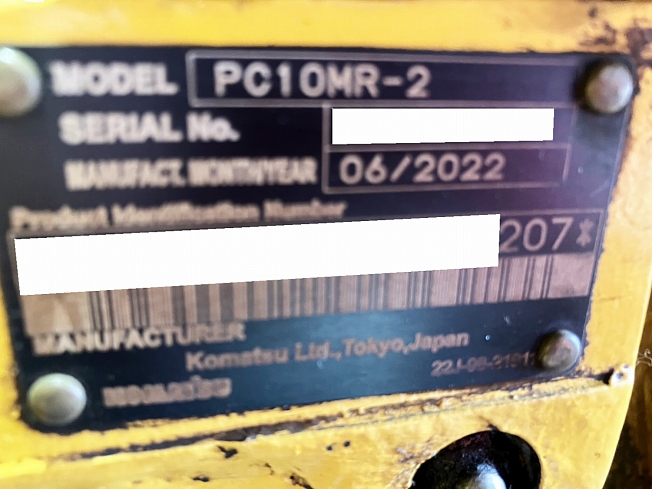 MODEL PC10MR-2
SERIAL No.
MANUFACT. MONTH/YEAR 06/2022
Product Identification Number
207*
MANUFACTURER
Komatsu Ltd.,Tokyo,Japan
KOMATSU